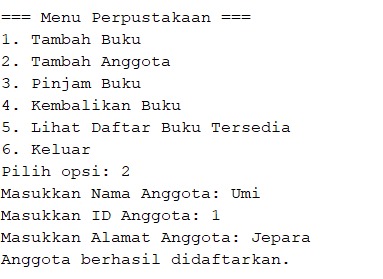 === Menu Perpustakaan ===
1. Tambah Buku
2. Tambah Anggota
3. Pinjam Buku
4. Kembalikan Buku
5. Lihat Daftar Buku Tersedia
6. Keluar
Pilih opsi: 2
Masukkan Nama Anggota: Umi
Masukkan ID Anggota: 1
Masukkan Alamat Anggota: Jepara
Anggota berhasil didaftarkan.